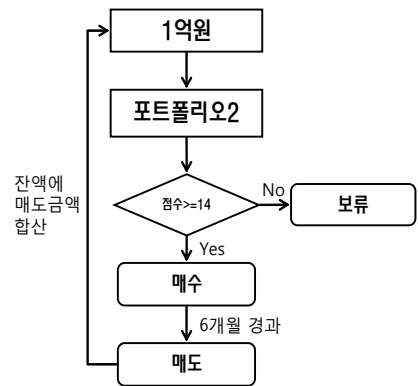 1억원
포트폴리오2
잔액에
매도금액
합산
점수>=14
No
보류
Yes
매수
6개월 경과
매도